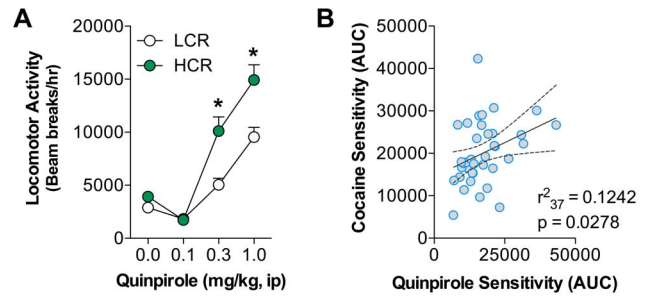 A
20000
15000
10000
5000
0
Locomotor Activity
(Beam breaks/hr)
LCR
HCR
*
*
0.0 0.1 0.3 1.0
Quinpirole (mg/kg, ip)
B
50000
40000
30000
20000
10000
0
Cocaine Sensitivity (AUC)
r²₃₇ = 0.1242
p = 0.0278
0 25000 50000
Quinpirole Sensitivity (AUC)